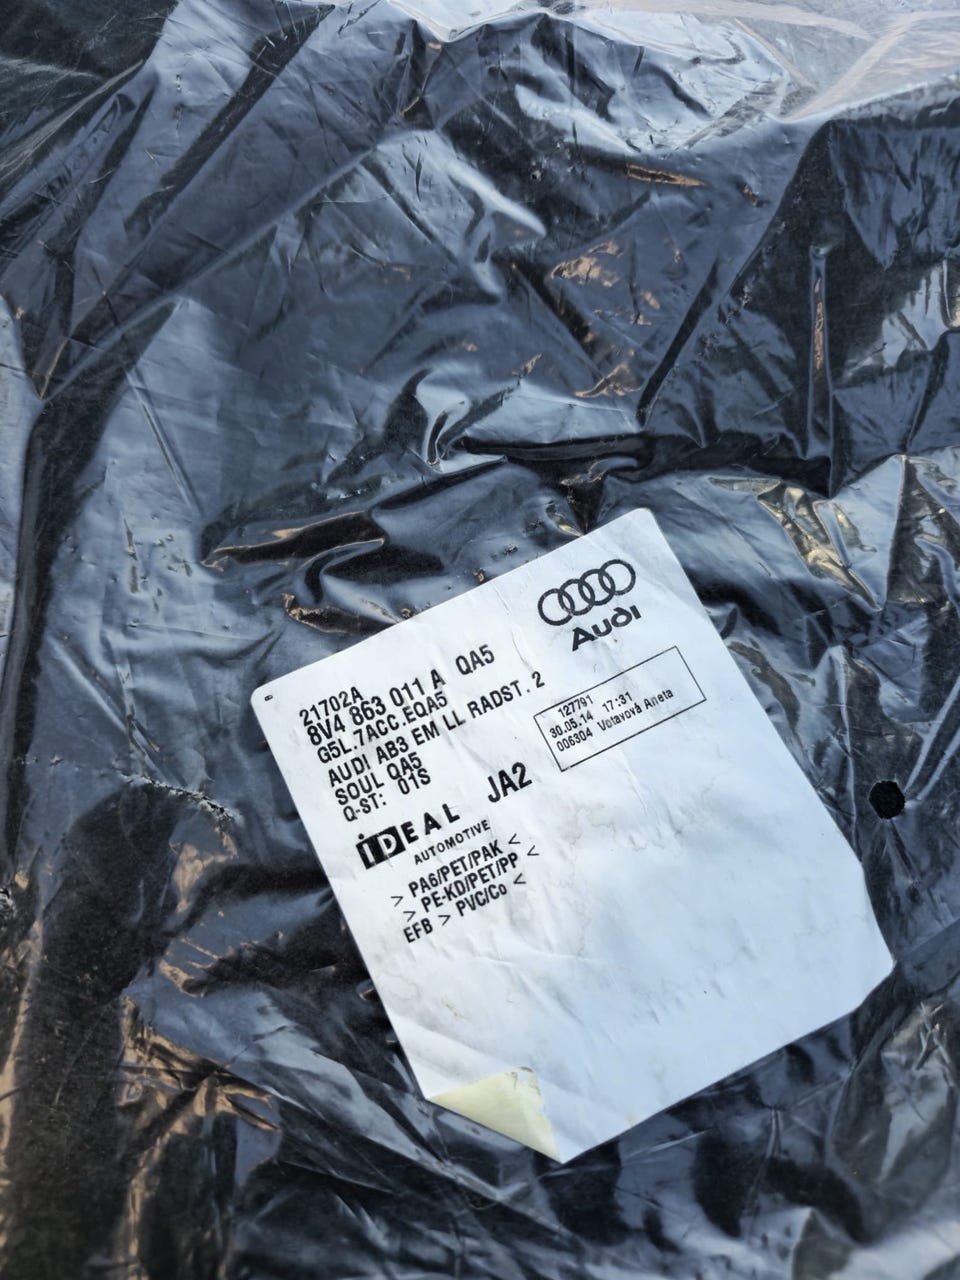 Audi
21702A
8V4 863 011 A QA5
G5L.7ACC.EQA5
AUDI AB3 EM LL RADST. 2
SOUL QA5
Q-ST: 01S
127791
30.05.14 17:31
006304 Votavová Aneta
JA2
iDEAL
AUTOMOTIVE
> PA6/PET/PAK <
> PE-KD/PET/PP <
EFB > PVC/Co <